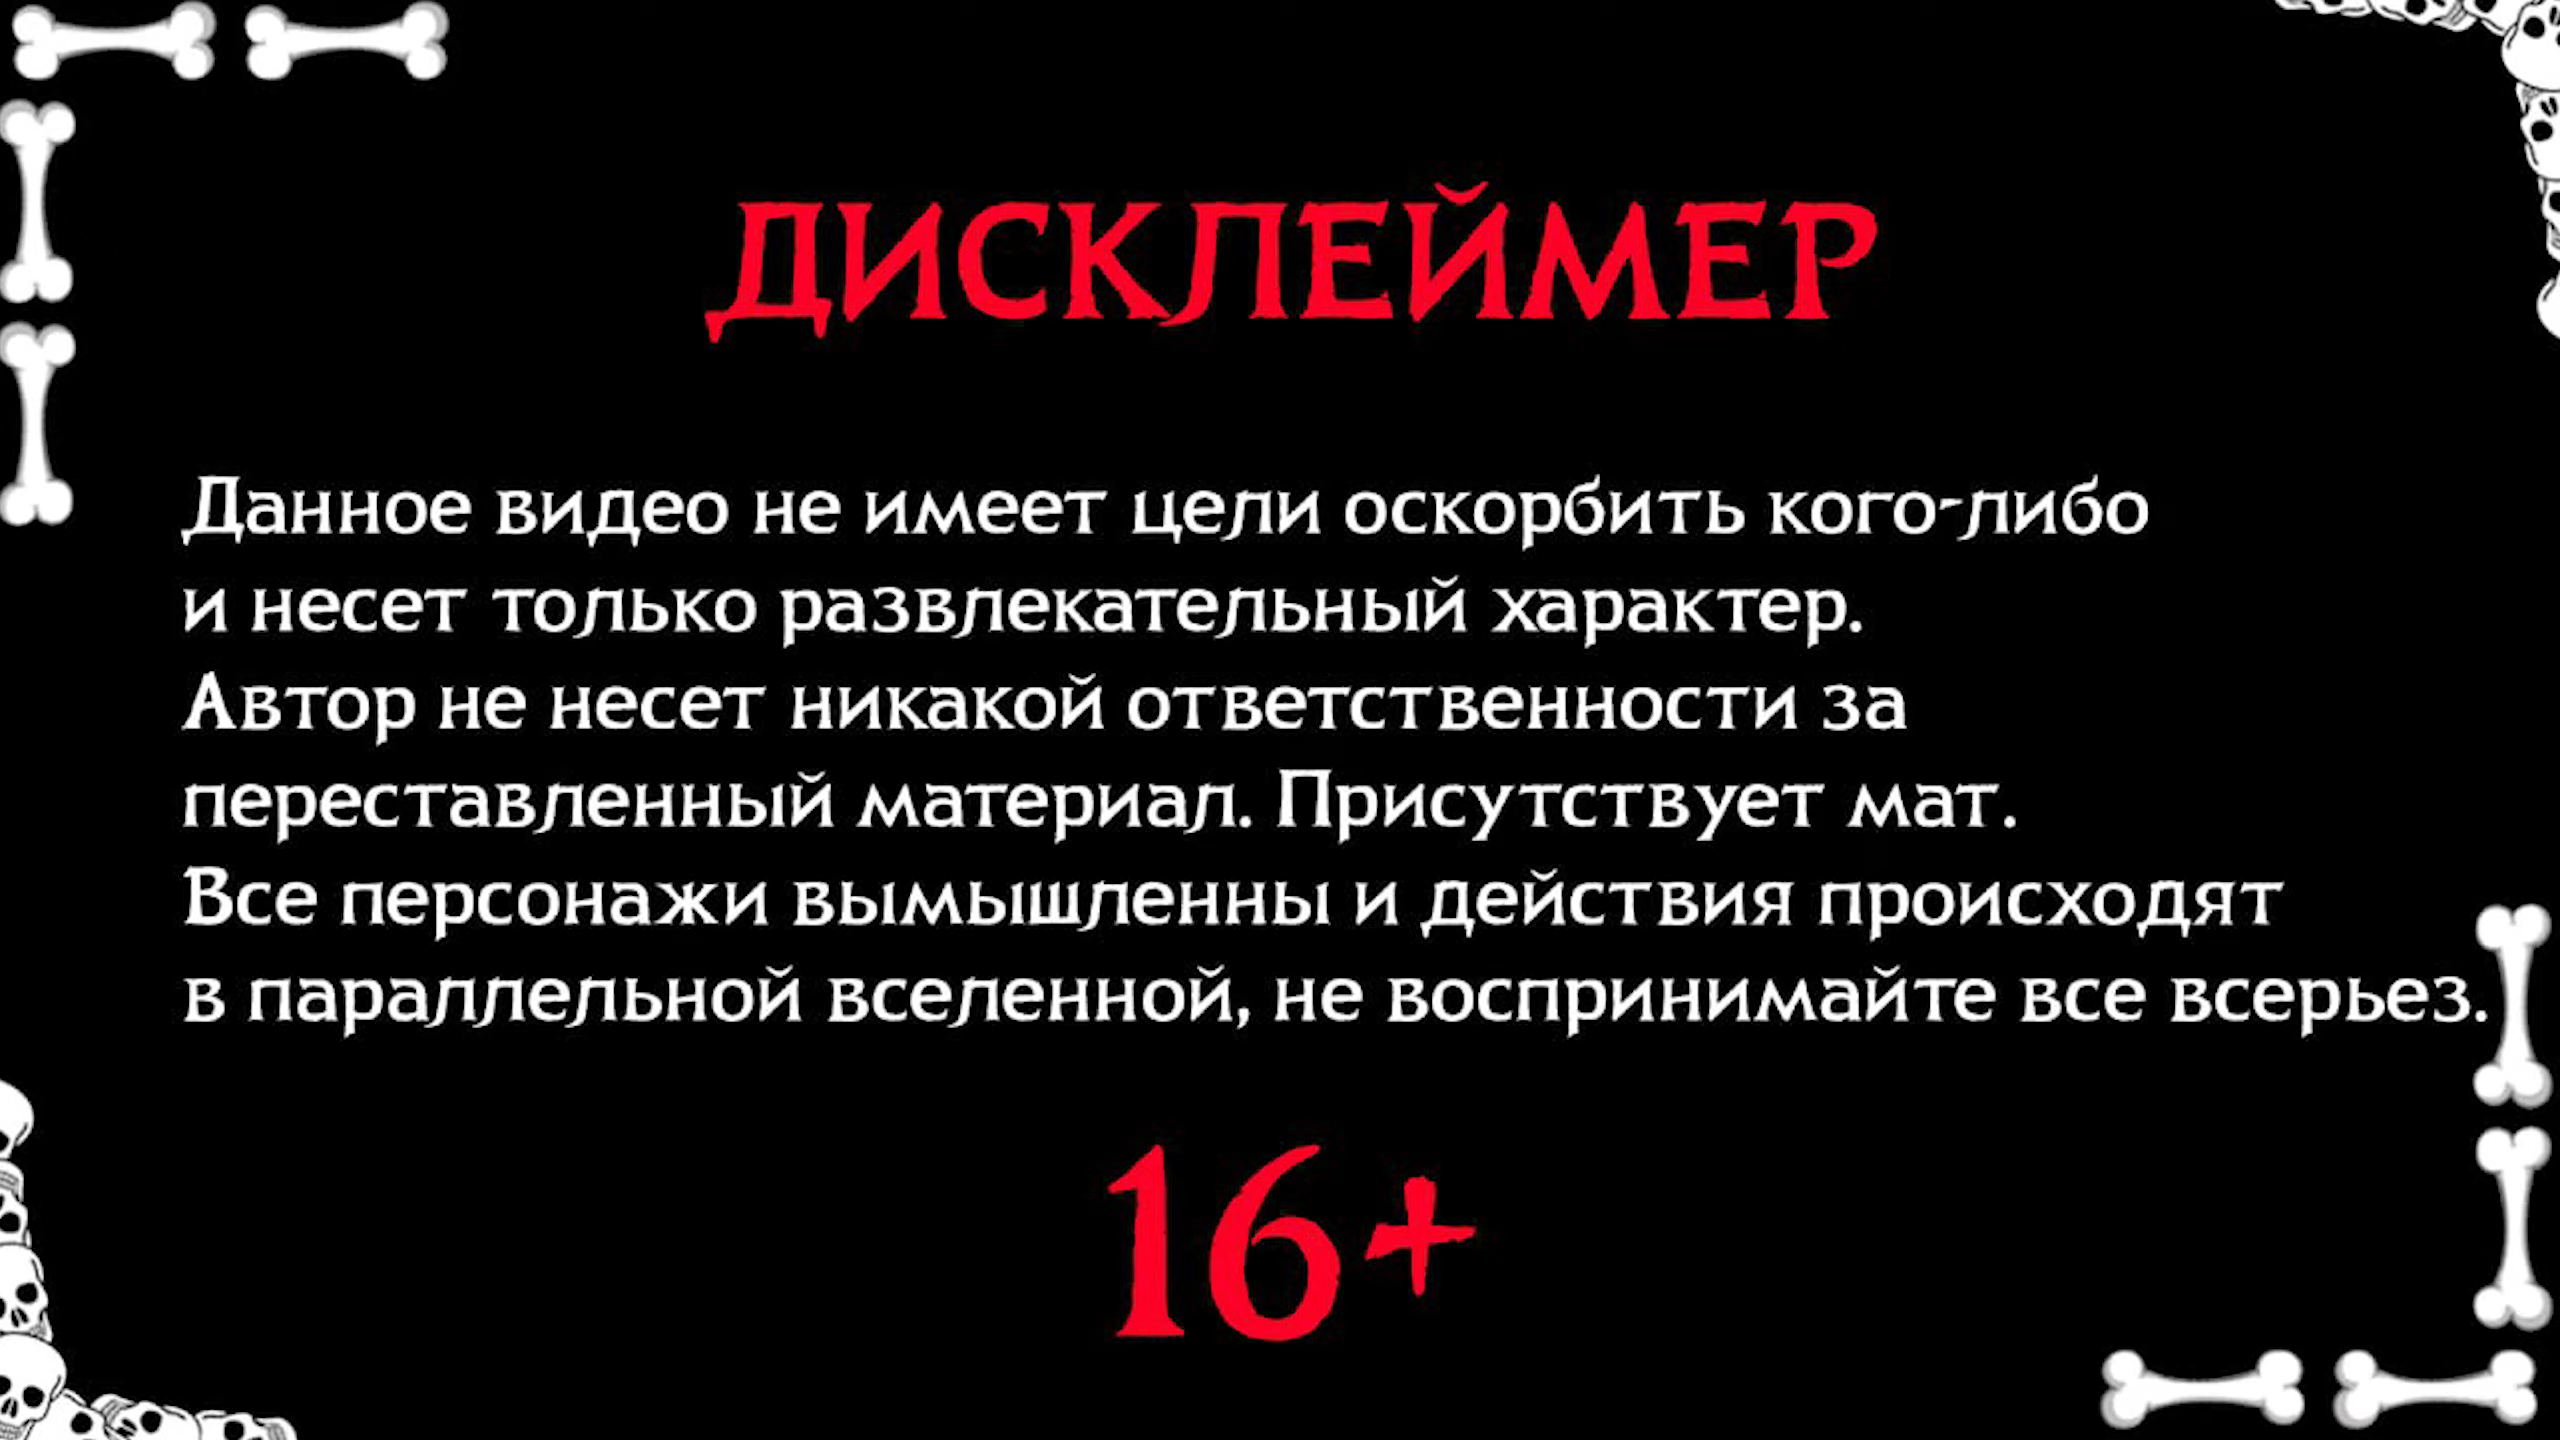 ДИСКЛЕЙМЕР
Данное видео не имеет цели оскорбить кого-либо
и несет только развлекательный характер.
Автор не несет никакой ответственности за
переставленный материал. Присутствует мат.
Все персонажи вымышленны и действия происходят
в параллельной вселенной, не воспринимайте все всерьез.
16+